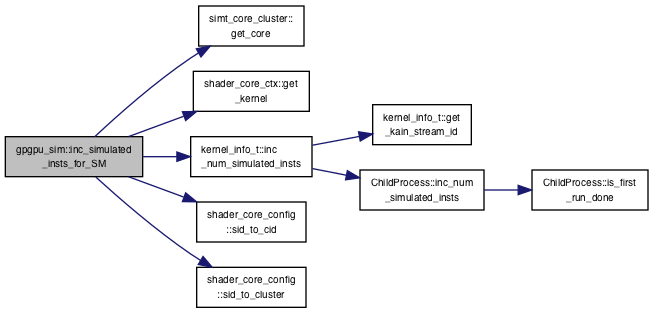 simt_core_cluster::
get_core
shader_core_ctx::get
_kernel
kernel_info_t::get
_kain_stream_id
gpgpu_sim::inc_simulated
_insts_for_SM
kernel_info_t::inc
_num_simulated_insts
ChildProcess::inc_num
_simulated_insts
ChildProcess::is_first
_run_done
shader_core_config
::sid_to_cid
shader_core_config
::sid_to_cluster